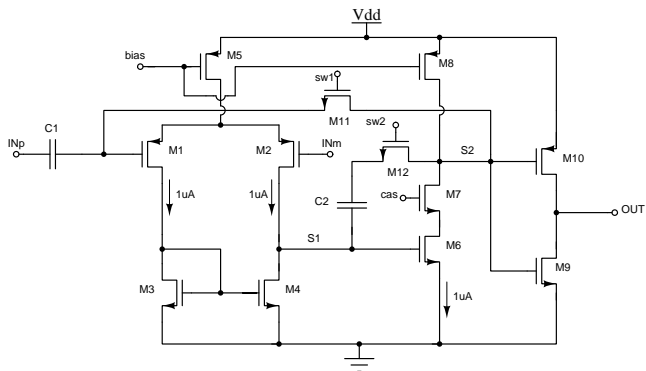 Vdd
bias
M5
M8
sw1
M11
sw2
S2
C1
INp
M1
M2
INm
M12
M10
1uA
1uA
C2
cas
M7
OUT
S1
M6
M9
M3
M4
1uA